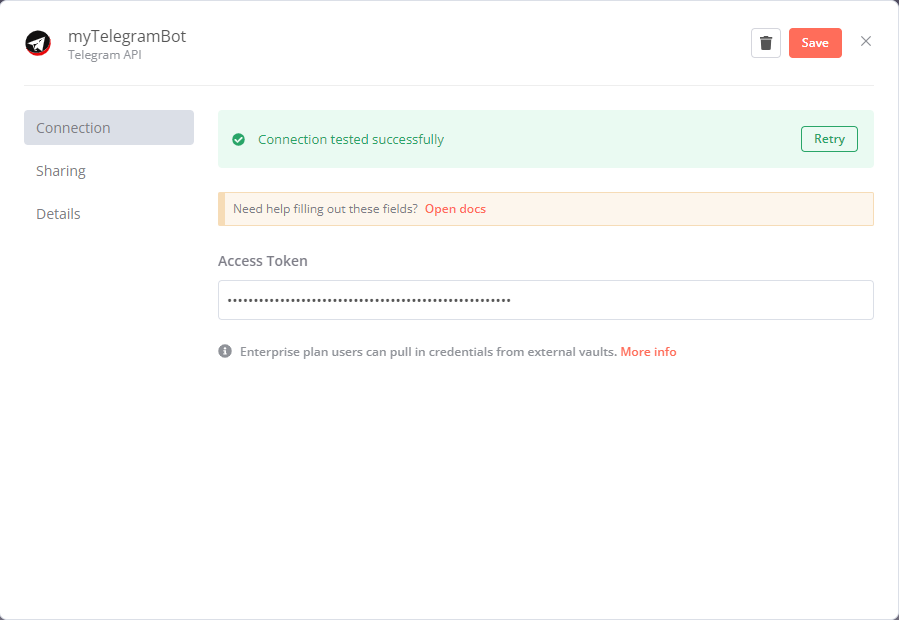 myTelegramBot
Telegram API
Save
Connection
Sharing
Details
Connection tested successfully
Retry
Need help filling out these fields? Open docs
Access Token
Enterprise plan users can pull in credentials from external vaults. More info